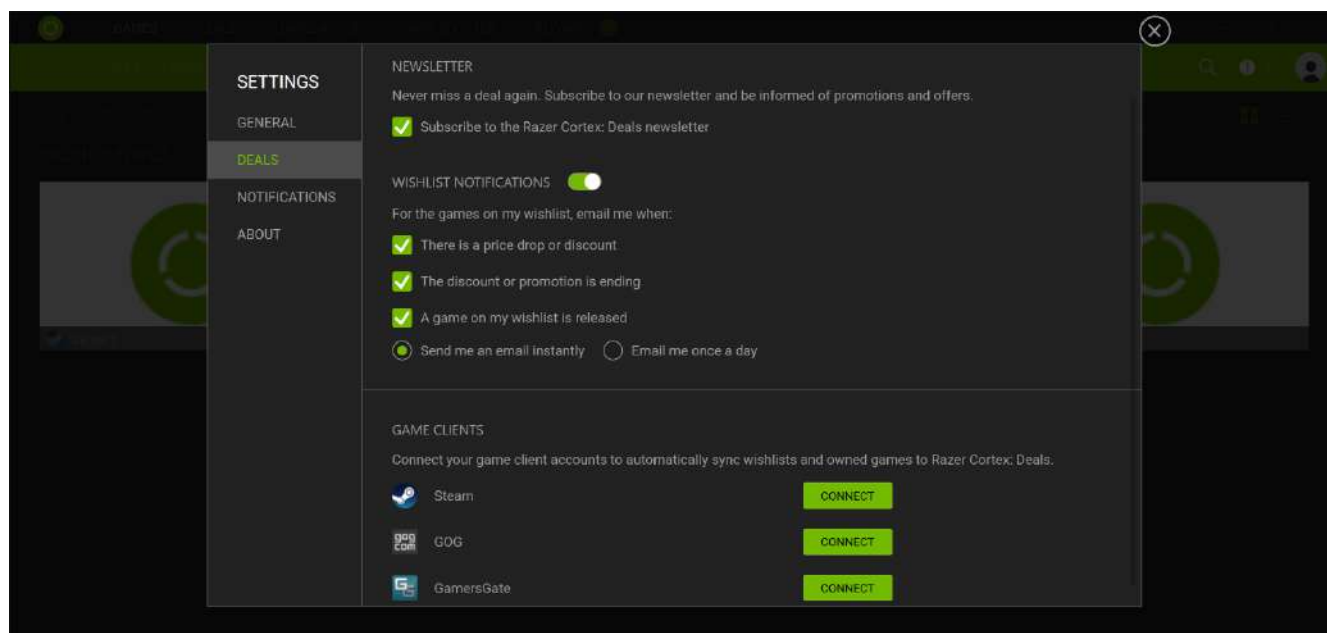 SETTINGS
GENERAL
DEALS
NOTIFICATIONS
ABOUT
NEWSLETTER
Never miss a deal again. Subscribe to our newsletter and be informed of promotions and offers.
Subscribe to the Razer Cortex: Deals newsletter
WISHLIST NOTIFICATIONS
For the games on my wishlist, email me when:
There is a price drop or discount
The discount or promotion is ending
A game on my wishlist is released
Send me an email instantly Email me once a day
GAME CLIENTS
Connect your game client accounts to automatically sync wishlists and owned games to Razer Cortex: Deals.
Steam CONNECT
gog com GOG CONNECT
GG GamersGate CONNECT